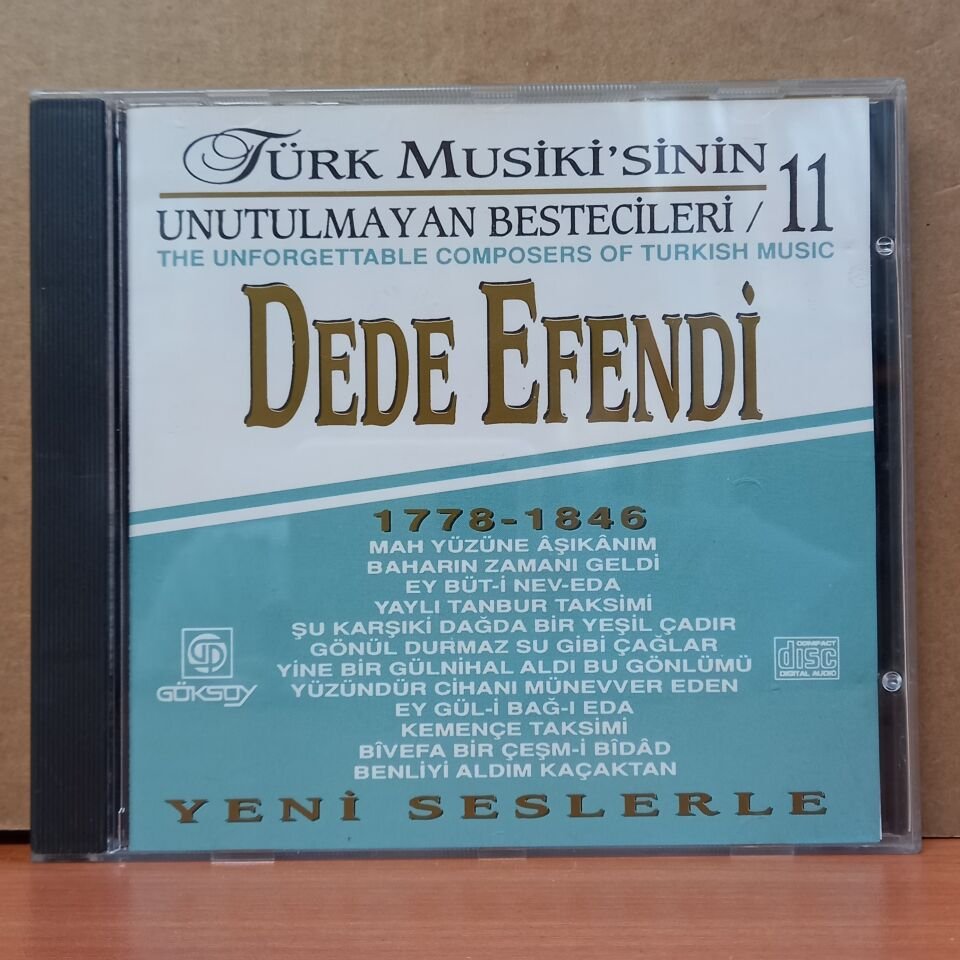 TÜRK MUSİKİ'SİNİN
UNUTULMAYAN BESTECİLERİ / 11
THE UNFORGETTABLE COMPOSERS OF TURKISH MUSIC
DEDE EFENDİ
1778-1846
MAH YÜZÜNE ÂŞIKÂNIM
BAHARIN ZAMANI GELDİ
EY BÜT-İ NEV-EDA
YAYLI TANBUR TAKSİMİ
ŞU KARŞIKİ DAĞDA BİR YEŞİL ÇADIR
GÖNÜL DURMAZ SU GİBİ ÇAĞLAR
YİNE BİR GÜLNİHAL ALDI BU GÖNLÜMÜ
YÜZÜNDÜR CİHANI MÜNEVVER EDEN
EY GÜL-İ BAĞ-I EDA
KEMENÇE TAKSİMİ
BÎVEFA BİR ÇEŞM-İ BÎDÂD
BENLİYİ ALDIM KAÇAKTAN
GÖKSOY
COMPACT
disc
DIGITAL AUDIO
YENİ SESLERLE